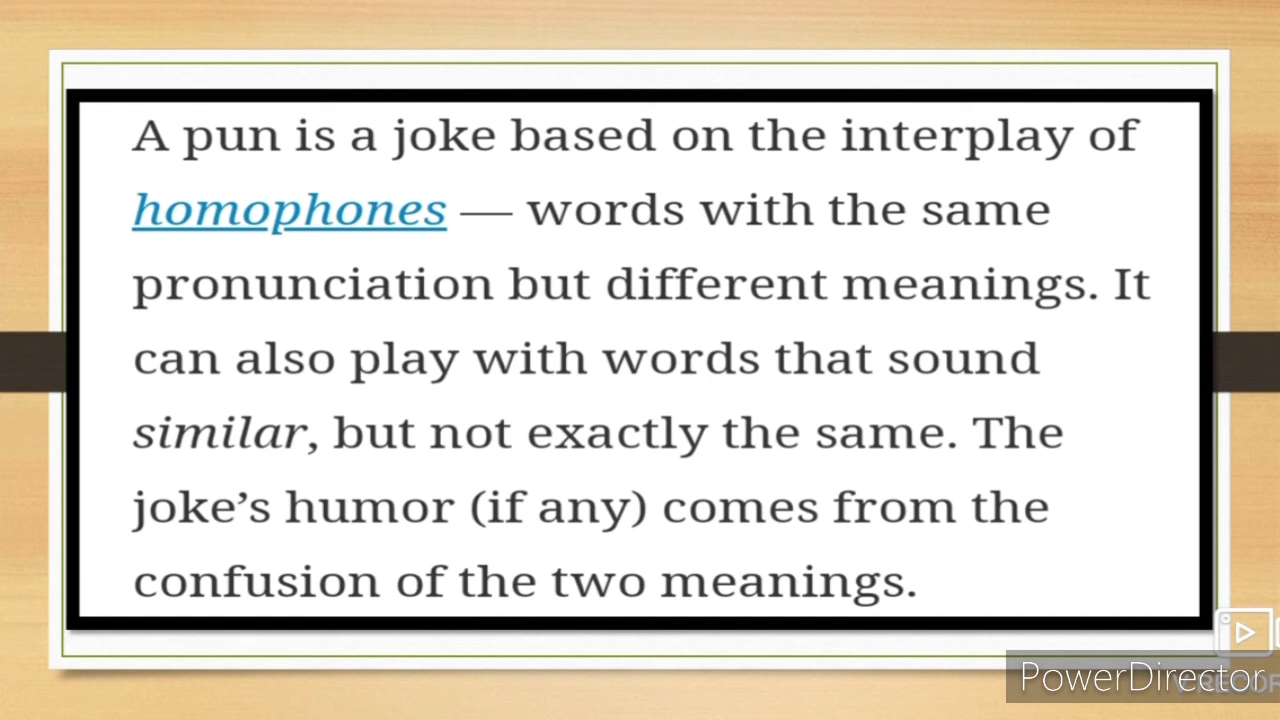 A pun is a joke based on the interplay of
homophones — words with the same
pronunciation but different meanings. It
can also play with words that sound
similar, but not exactly the same. The
joke’s humor (if any) comes from the
confusion of the two meanings.
PowerDirector